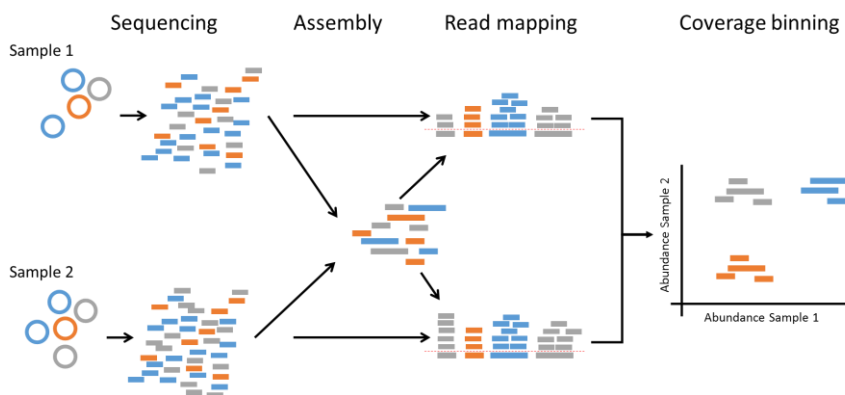 Sequencing
Assembly
Read mapping
Coverage binning
Sample 1
Sample 2
Abundance Sample 2
Abundance Sample 1